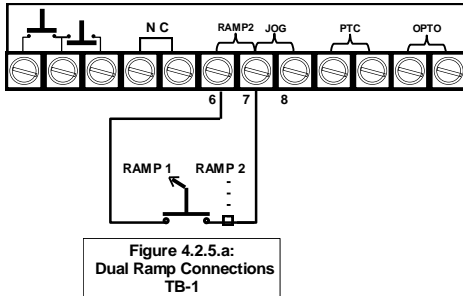 N C RAMP2 JOG PTC OPTO
6 7 8
RAMP 1 RAMP 2
Figure 4.2.5.a:
Dual Ramp Connections
TB-1